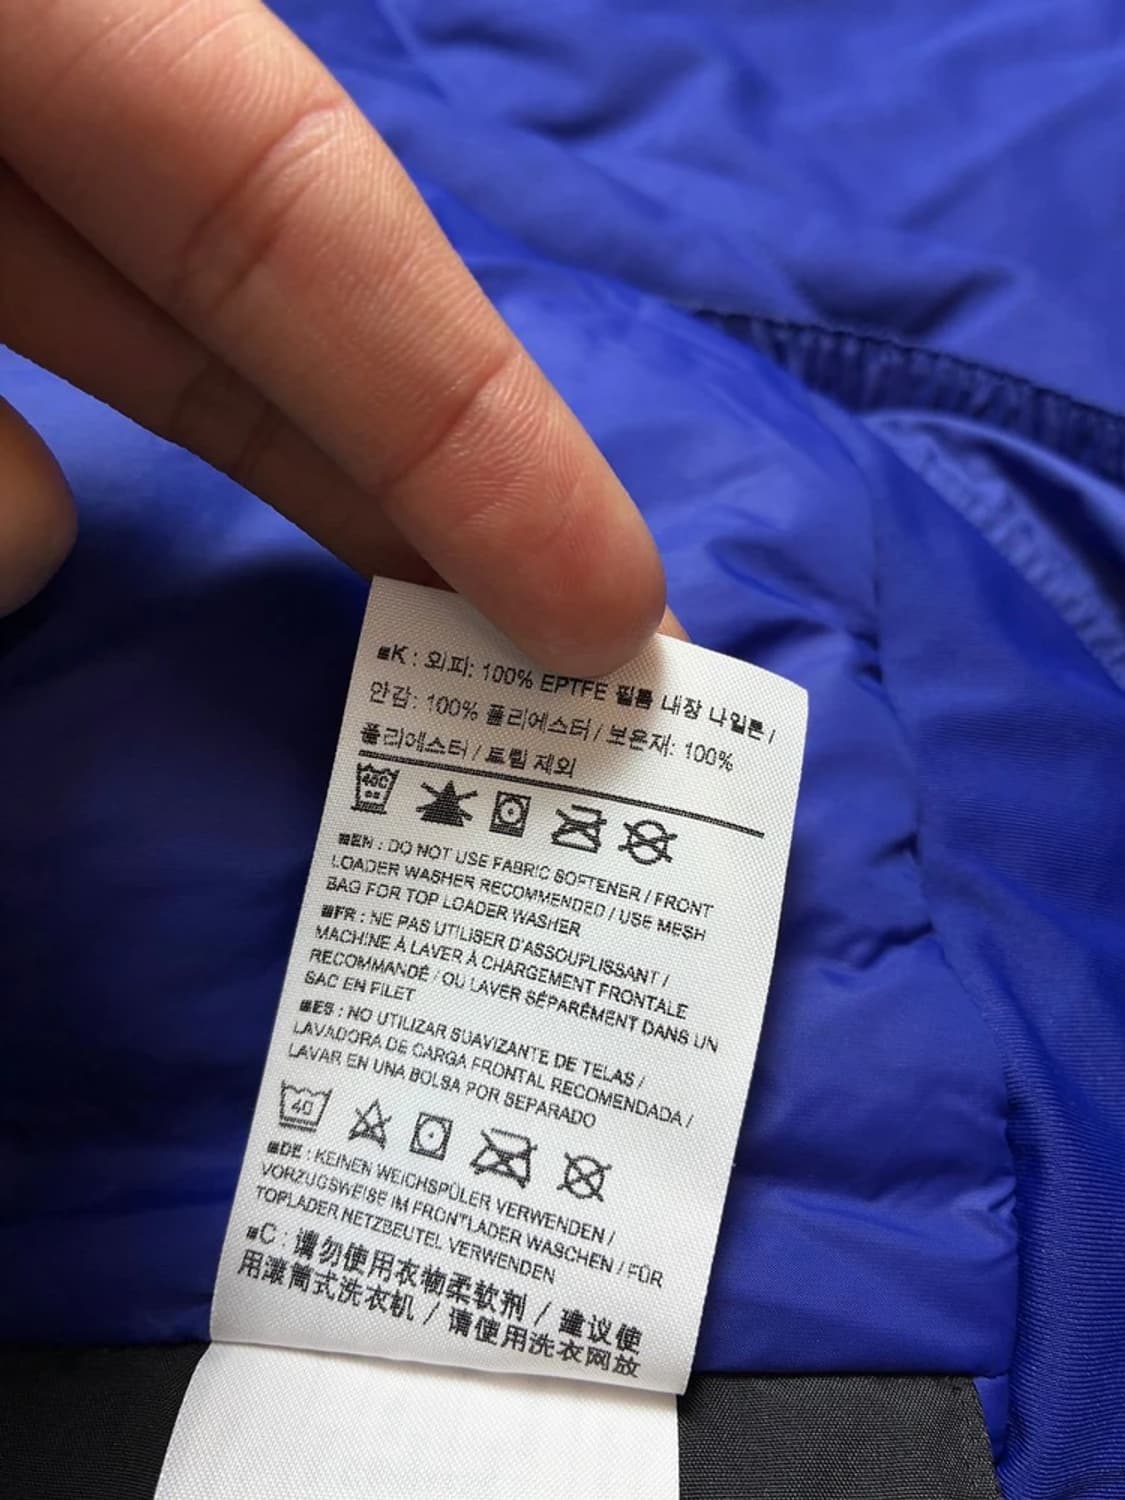 K : 외피: 100% EPTFE 필름 내장 나일론 /
안감: 100% 폴리에스터 / 보온재: 100%
폴리에스터 / 트림 제외
40C
EN : DO NOT USE FABRIC SOFTENER / FRONT
LOADER WASHER RECOMMENDED / USE MESH
BAG FOR TOP LOADER WASHER
FR : NE PAS UTILISER D'ASSOUPLISSANT /
MACHINE À LAVER À CHARGEMENT FRONTALE
RECOMMANDÉ / OU LAVER SÉPARÉMENT DANS UN
SAC EN FILET
ES : NO UTILIZAR SUAVIZANTE DE TELAS /
LAVADORA DE CARGA FRONTAL RECOMENDADA /
LAVAR EN UNA BOLSA POR SEPARADO
40
DE : KEINEN WEICHSPÜLER VERWENDEN /
VORZUGSWEISE IM FRONTLADER WASCHEN / FÜR
TOPLADER NETZBEUTEL VERWENDEN
C : 请勿使用衣物柔软剂 / 建议使
用滚筒式洗衣机 / 请使用洗衣网放